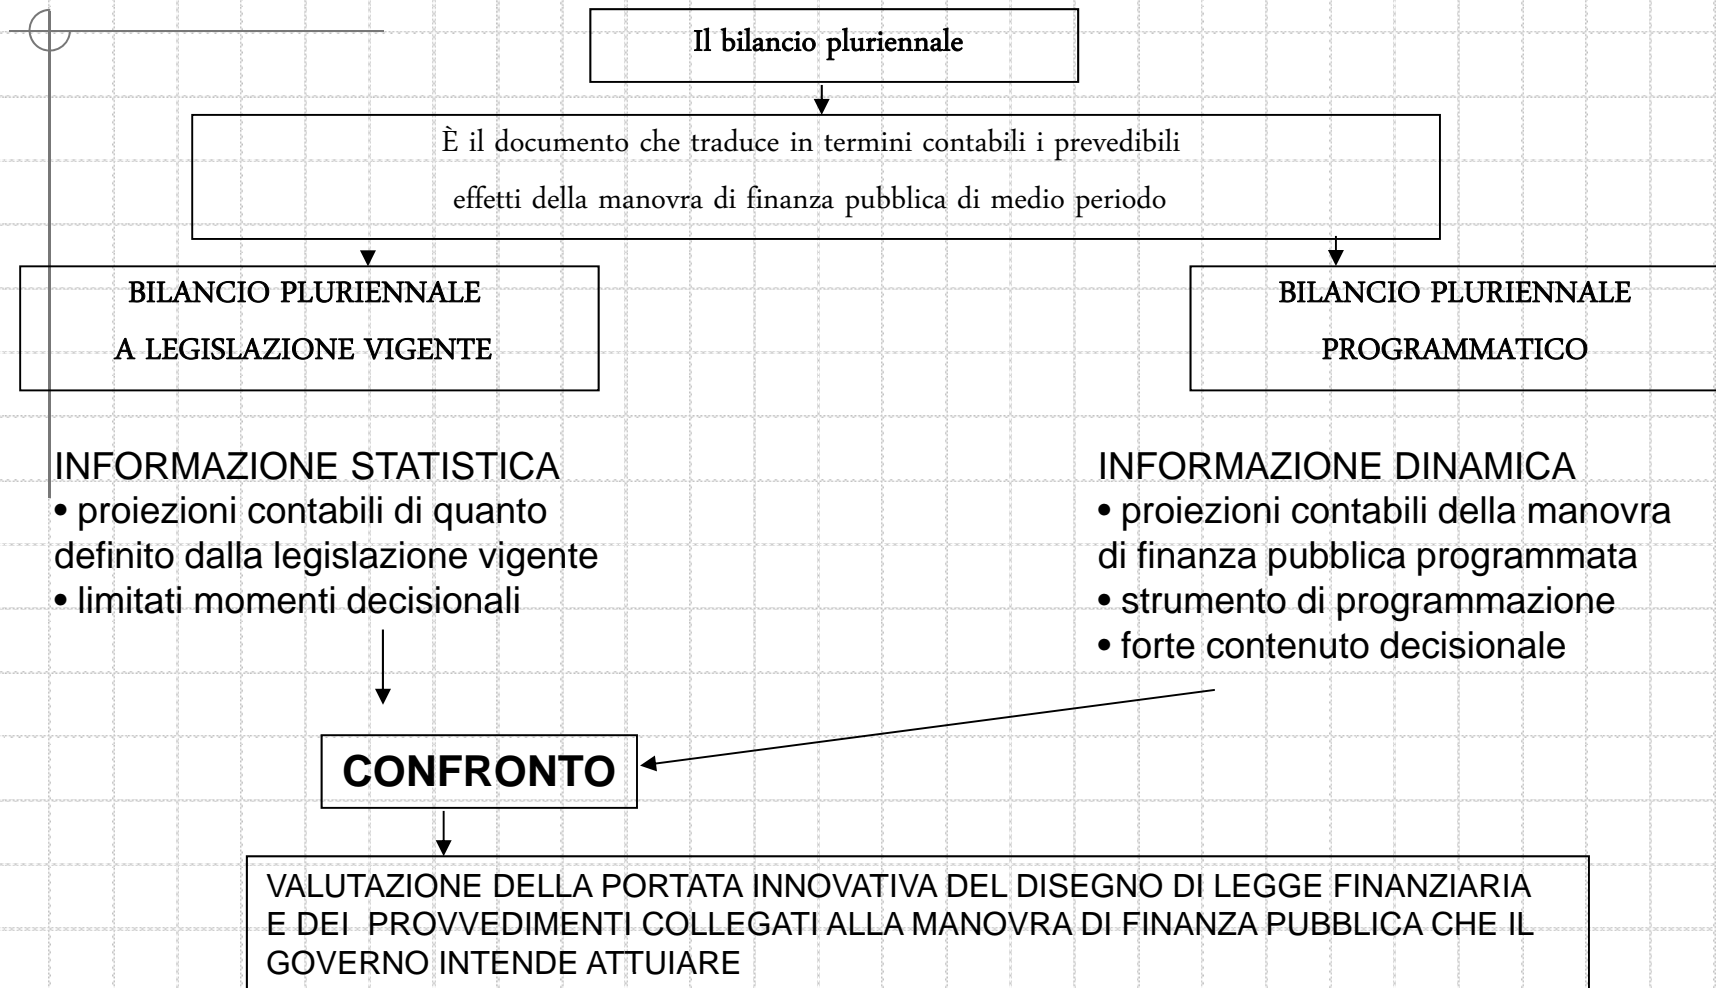 Il bilancio pluriennale
È il documento che traduce in termini contabili i prevedibili
effetti della manovra di finanza pubblica di medio periodo
BILANCIO PLURIENNALE
A LEGISLAZIONE VIGENTE
BILANCIO PLURIENNALE
PROGRAMMATICO
INFORMAZIONE STATISTICA
• proiezioni contabili di quanto
definito dalla legislazione vigente
• limitati momenti decisionali
INFORMAZIONE DINAMICA
• proiezioni contabili della manovra
di finanza pubblica programmata
• strumento di programmazione
• forte contenuto decisionale
CONFRONTO
VALUTAZIONE DELLA PORTATA INNOVATIVA DEL DISEGNO DI LEGGE FINANZIARIA
E DEI PROVVEDIMENTI COLLEGATI ALLA MANOVRA DI FINANZA PUBBLICA CHE IL
GOVERNO INTENDE ATTUIARE